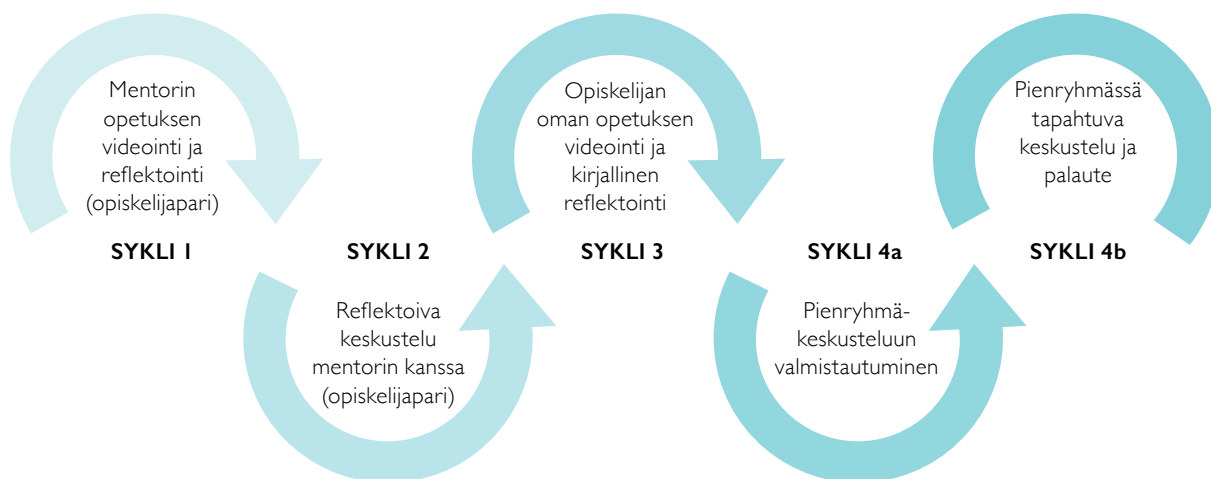 Mentorin
opetuksen
videointi ja
reflektointi
(opiskelijapari)
SYKLI 1
SYKLI 2
Reflektoiva
keskustelu
mentorin kanssa
(opiskelijapari)
Opiskelijan
oman opetuksen
videointi ja
kirjallinen
reflektointi
SYKLI 3
SYKLI 4a
Pienryhmä-
keskusteluun
valmistautuminen
Pienryhmässä
tapahtuva
keskustelu ja
palaute
SYKLI 4b